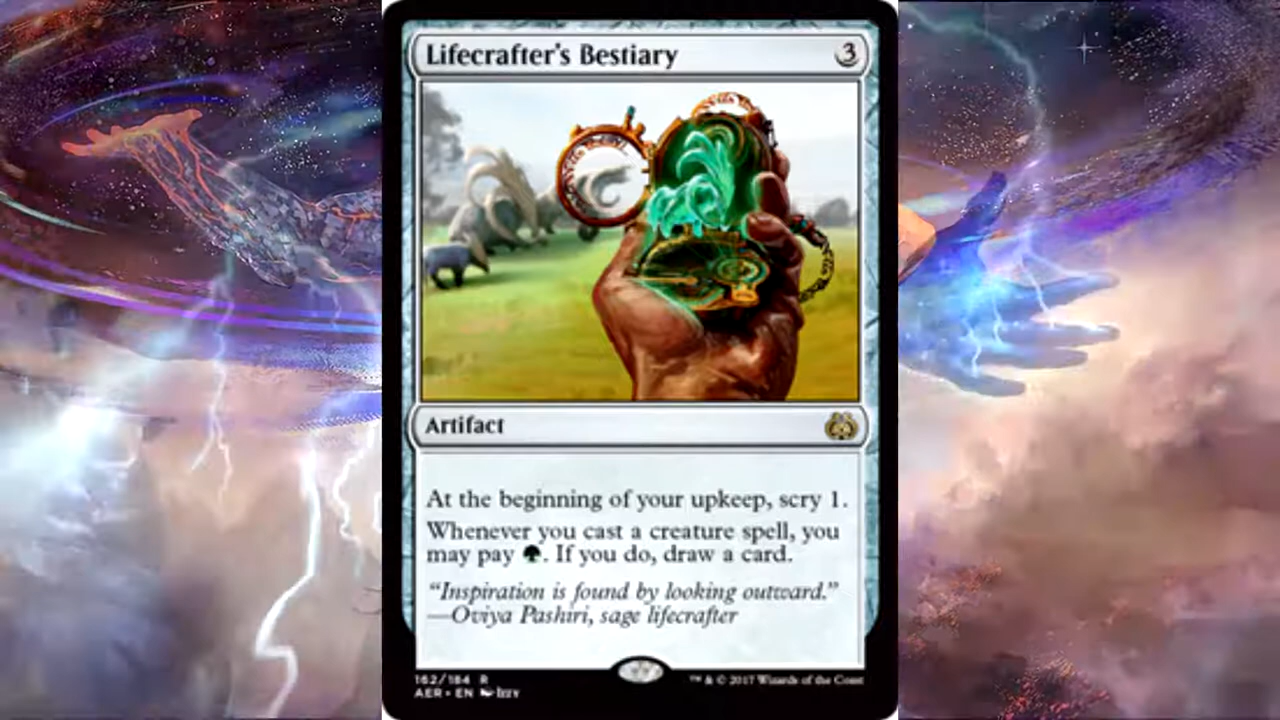 Lifecrafter's Bestiary 3
Artifact
At the beginning of your upkeep, scry 1.
Whenever you cast a creature spell, you
may pay . If you do, draw a card.
“Inspiration is found by looking outward.”
—Oviya Pashiri, sage lifecrafter
162/184 R
AER • EN Izzy
™ & © 2017 Wizards of the Coast